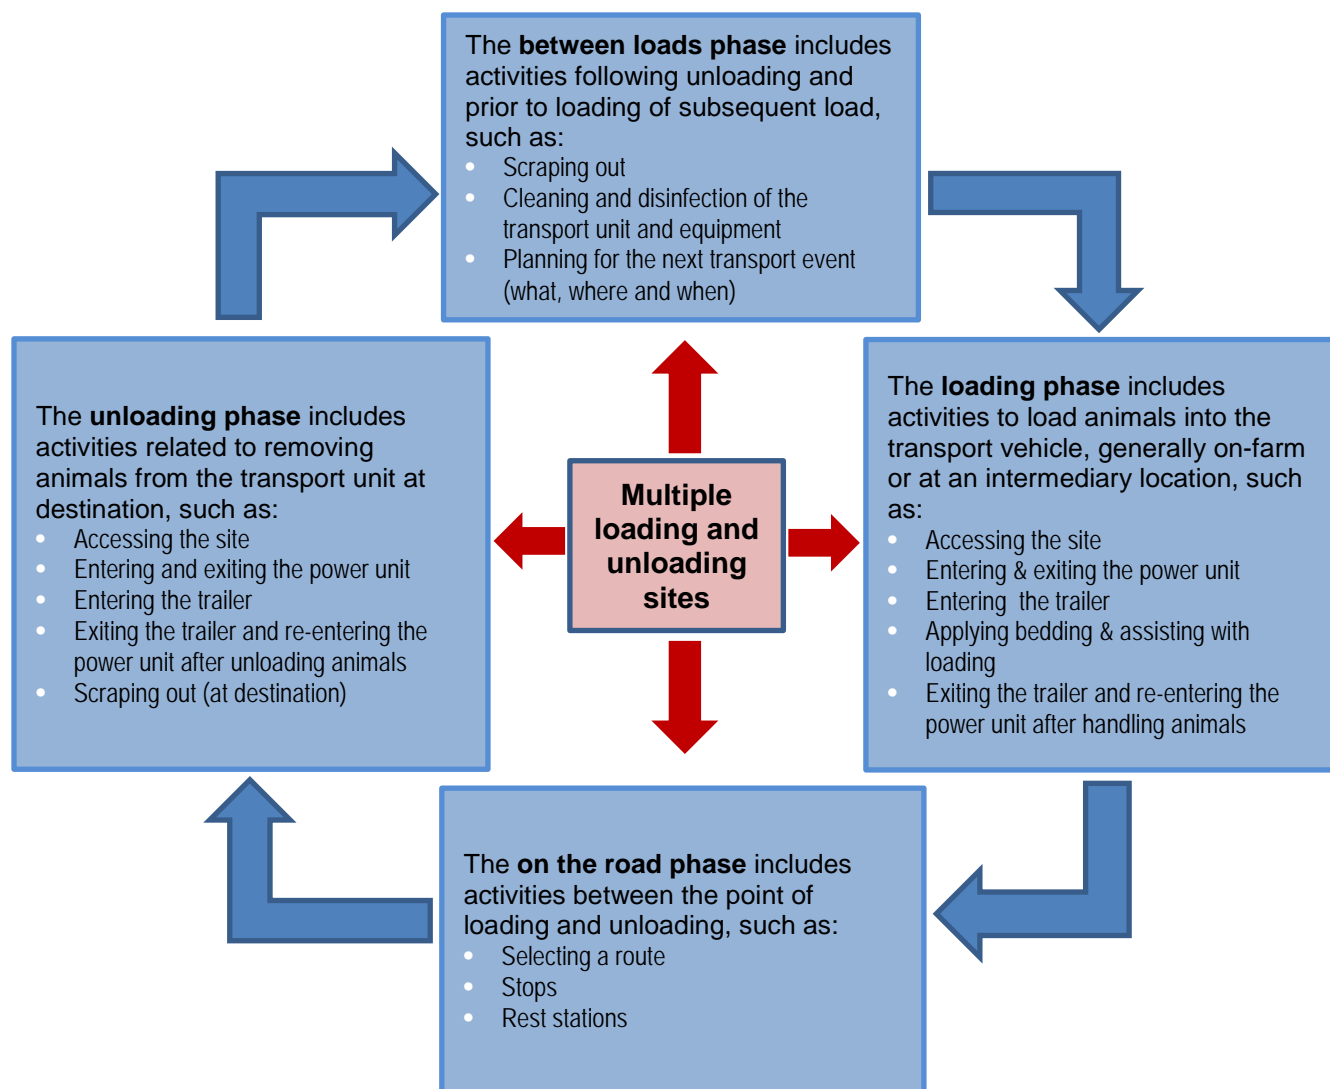 The between loads phase includes
activities following unloading and
prior to loading of subsequent load,
such as:
• Scraping out
• Cleaning and disinfection of the
transport unit and equipment
• Planning for the next transport event
(what, where and when)
The unloading phase includes
activities related to removing
animals from the transport unit at
destination, such as:
• Accessing the site
• Entering and exiting the power unit
• Entering the trailer
• Exiting the trailer and re-entering the
power unit after unloading animals
• Scraping out (at destination)
Multiple
loading and
unloading
sites
The loading phase includes
activities to load animals into the
transport vehicle, generally on-farm
or at an intermediary location, such
as:
• Accessing the site
• Entering & exiting the power unit
• Entering the trailer
• Applying bedding & assisting with
loading
• Exiting the trailer and re-entering the
power unit after handling animals
The on the road phase includes
activities between the point of
loading and unloading, such as:
• Selecting a route
• Stops
• Rest stations